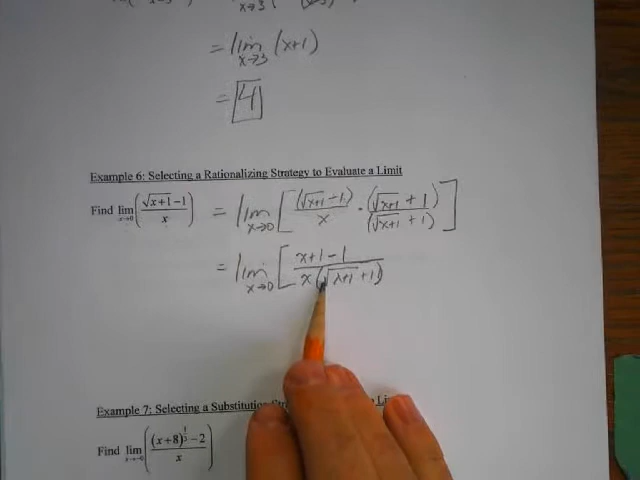 x→3
= lim x→3 (x+1)
= 4
Example 6: Selecting a Rationalizing Strategy to Evaluate a Limit
Find lim x→0 ((√x+1 − 1)/x) = lim x→0 [((√x+1 − 1)/x) · ((√x+1 + 1)/(√x+1 + 1))]
= lim x→0 [(x+1−1)/(x(√x+1 + 1))
Example 7: Selecting a
Find lim ((x+8)^(1/3) − 2)/x)